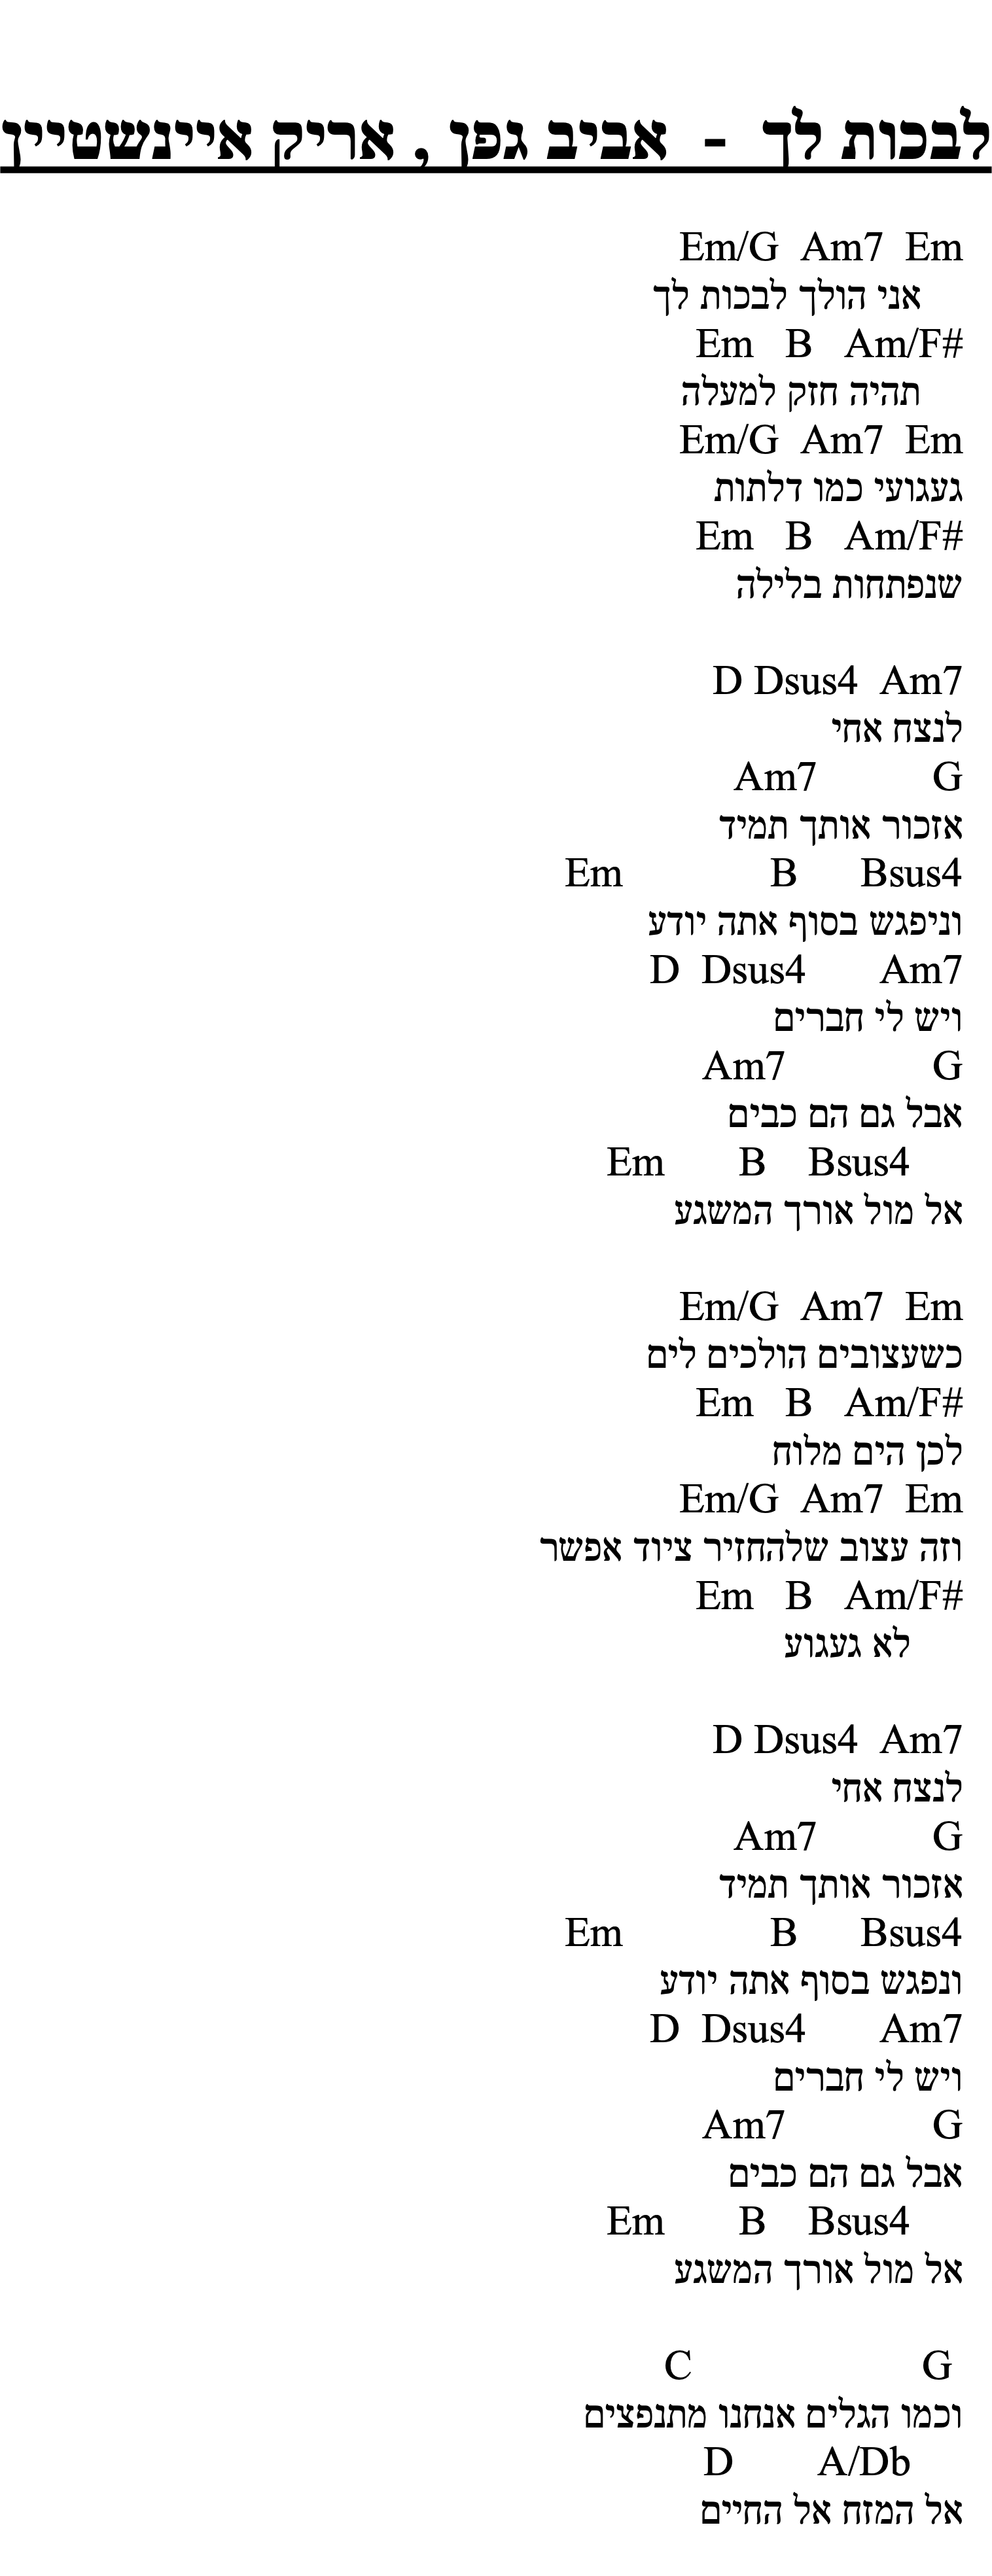 לבכות לך - אביב גפן , אריק איינשטיין
Em/G Am7 Em
אני הולך לבכות לך
Em B Am/F#
תהיה חזק למעלה
Em/G Am7 Em
געגועי כמו דלתות
Em B Am/F#
שנפתחות בלילה
D Dsus4 Am7
לנצח אחי
Am7 G
אזכור אותך תמיד
Em B Bsus4
וניפגש בסוף אתה יודע
D Dsus4 Am7
ויש לי חברים
Am7 G
אבל גם הם כבים
Em B Bsus4
אל מול אורך המשגע
Em/G Am7 Em
כשעצובים הולכים לים
Em B Am/F#
לכן הים מלוח
Em/G Am7 Em
וזה עצוב שלהחזיר ציוד אפשר
Em B Am/F#
לא געגוע
D Dsus4 Am7
לנצח אחי
Am7 G
אזכור אותך תמיד
Em B Bsus4
ונפגש בסוף אתה יודע
D Dsus4 Am7
ויש לי חברים
Am7 G
אבל גם הם כבים
Em B Bsus4
אל מול אורך המשגע
C G
וכמו הגלים אנחנו מתנפצים
D A/Db
אל המזח אל החיים